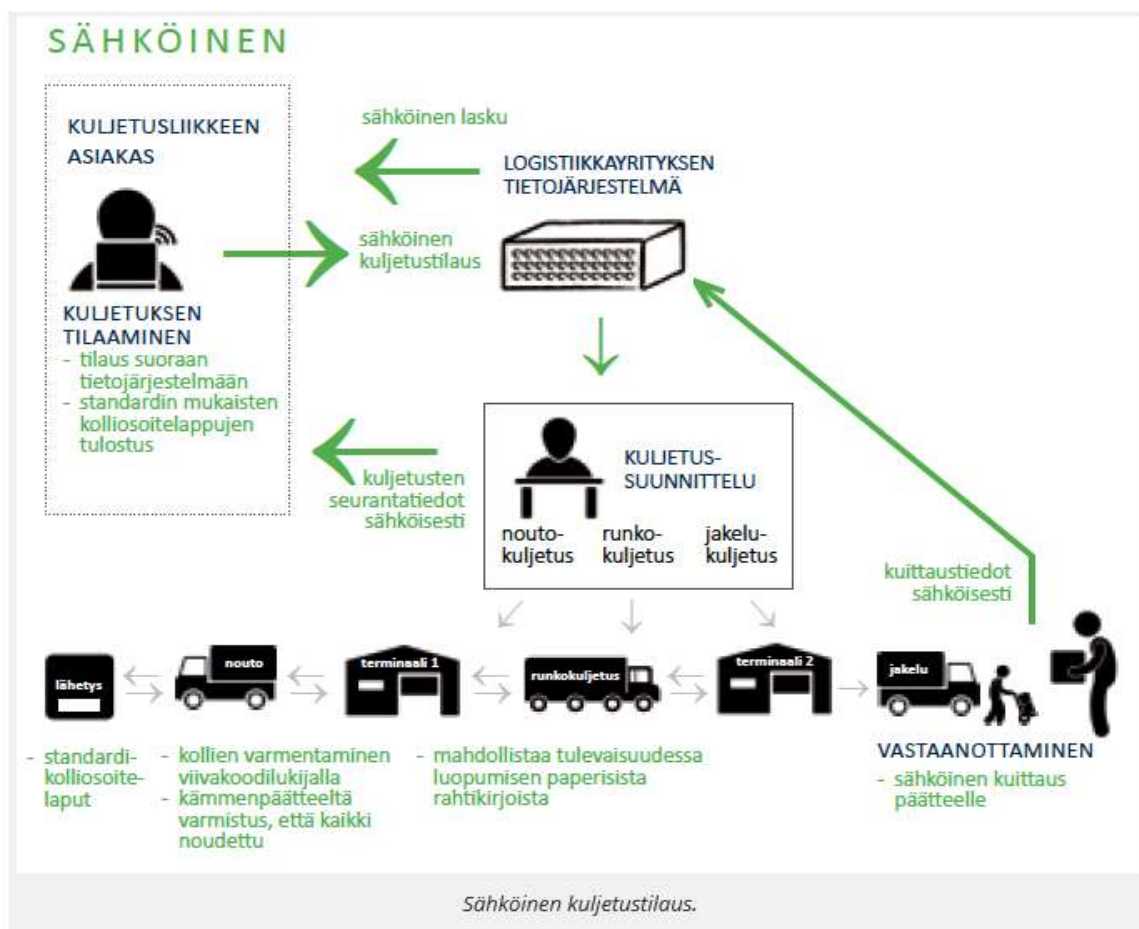 SÄHKÖINEN
KULJETUSLIIKKEEN
ASIAKAS
sähköinen lasku
LOGISTIIKKAYRITYKSEN
TIETOJÄRJESTELMÄ
sähköinen
kuljetustilaus
KULJETUKSEN
TILAAMINEN
- tilaus suoraan
tietojärjestelmään
- standardin mukaisten
kolliosoitelappujen
tulostus
kuljetusten
seurantatiedot
sähköisesti
KULJETUS-
SUUNNITTELU
nouto-
kuljetus
runko-
kuljetus
jakelu-
kuljetus
kuittaustiedot
sähköisesti
lähetys
nouto
terminaali 1
runkokuljetus
terminaali 2
jakelu
- standardi-
kolliosoite-
laput
- kollien varmentaminen
viivakoodilukijalla
- kämmenpäätteeltä
varmistus, että kaikki
noudettu
- mahdollistaa tulevaisuudessa
luopumisen paperisista
rahtikirjoista
VASTAANOTTAMINEN
- sähköinen kuittaus
päätteelle
Sähköinen kuljetustilaus.